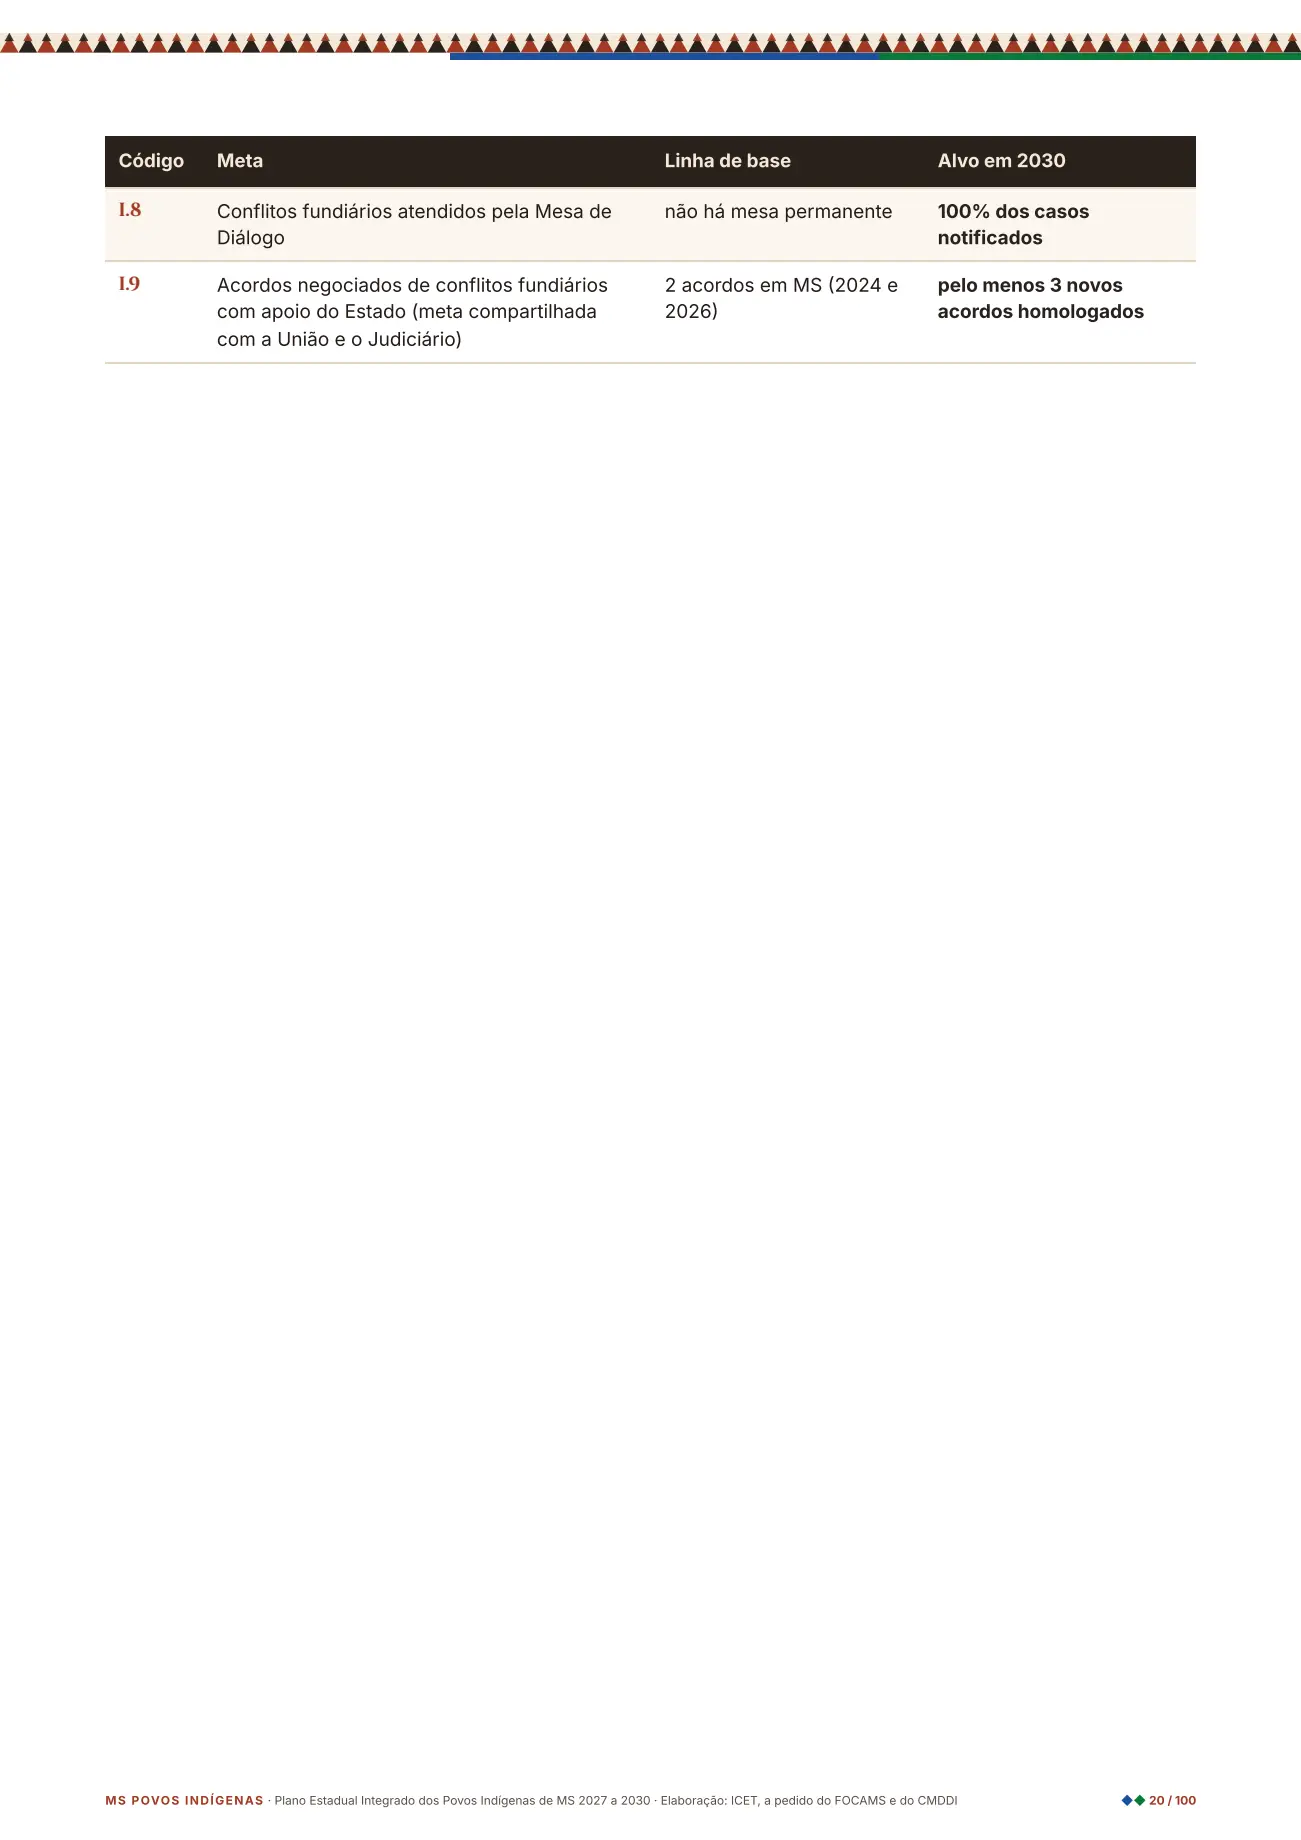 Código Meta Linha de base Alvo em 2030
I.8 Conflitos fundiários atendidos pela Mesa de não há mesa permanente 100% dos casos
Diálogo notificados
I.9 Acordos negociados de conflitos fundiários 2 acordos em MS (2024 e pelo menos 3 novos
com apoio do Estado (meta compartilhada 2026) acordos homologados
com a União e o Judiciário)
MS POVOS INDÍGENAS · Plano Estadual Integrado dos Povos Indígenas de MS 2027 a 2030 · Elaboração: ICET, a pedido do FOCAMS e do CMDDI 20 / 100